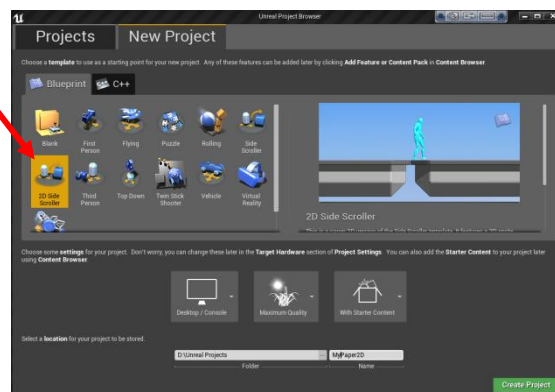 Unreal Project Browser
Projects New Project
Choose a template to use as a starting point for your new project. Any of these features can be added later by clicking Add Feature or Content Pack in Content Browser.
Blueprint C++
Blank First Person Flying Puzzle Rolling Side Scroller
2D Side Scroller Third Person Top Down Twin Stick Shooter Vehicle Virtual Reality
2D Side Scroller
Choose some settings for your project. Don't worry, you can change these later in the Target Hardware section of Project Settings. You can also add the Starter Content to your project later
using Content Browser.
Desktop / Console Maximum Quality With Starter Content
Select a location for your project to be stored.
D:\Unreal Projects MyPaper2D
Folder Name
Create Project